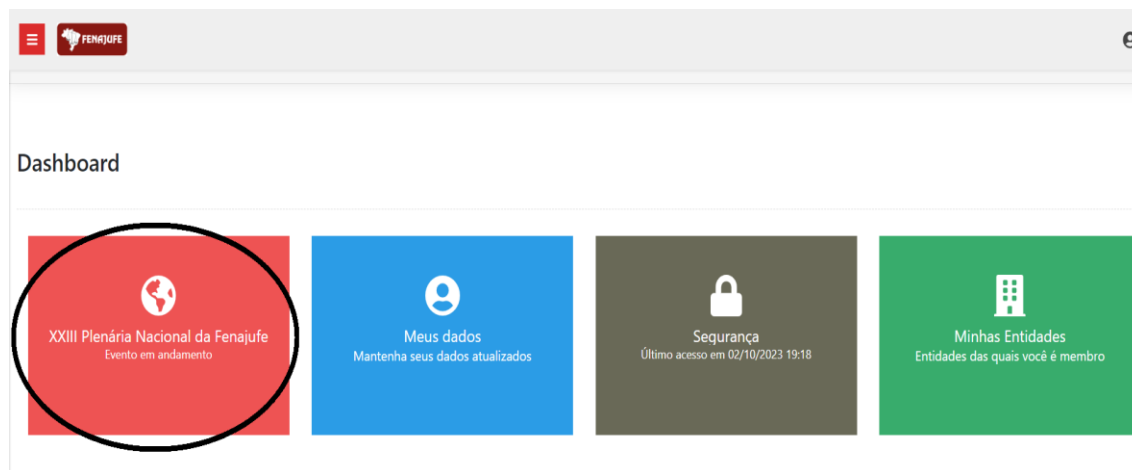 FENAJUFE
Dashboard
XXIII Plenária Nacional da Fenajufe
Evento em andamento
Meus dados
Mantenha seus dados atualizados
Segurança
Último acesso em 02/10/2023 19:18
Minhas Entidades
Entidades das quais você é membro